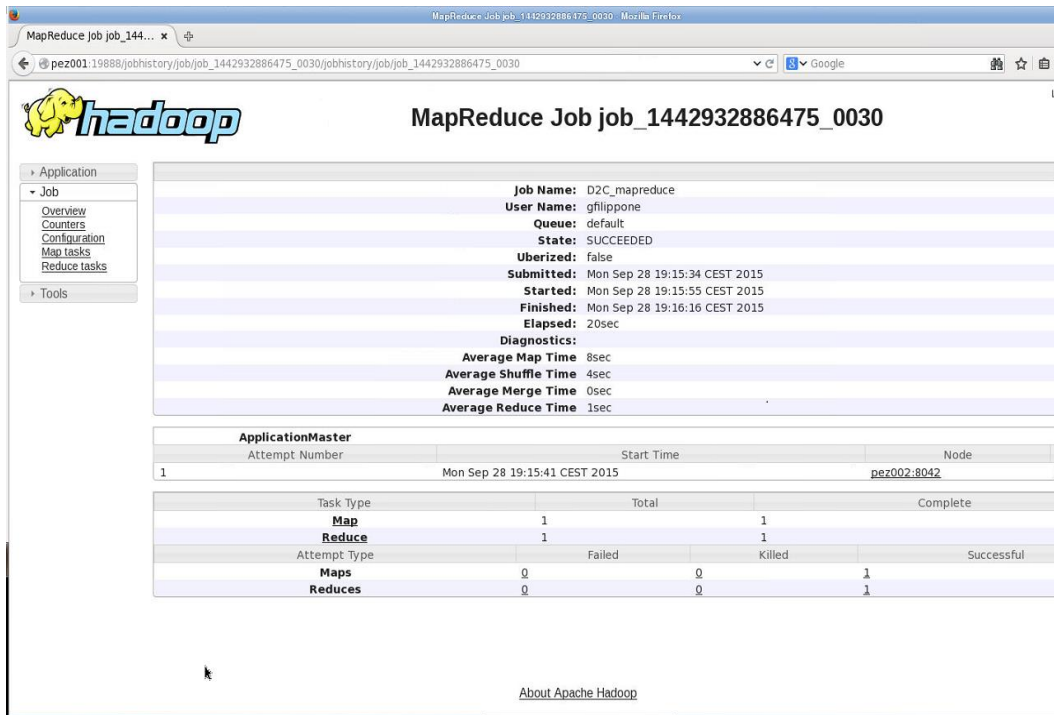 MapReduce Job job_1442932886475_0030 Mozilla Firefox
MapReduce Job job_144... ×
pez001:19888/jobhistory/job/job_1442932886475_0030/jobhistory/job/job_1442932886475_0030 Google
hadoop
MapReduce Job job_1442932886475_0030
Application
Job
Overview
Counters
Configuration
Map tasks
Reduce tasks
Tools
Job Name: D2C_mapreduce
User Name: gfilippone
Queue: default
State: SUCCEEDED
Uberized: false
Submitted: Mon Sep 28 19:15:34 CEST 2015
Started: Mon Sep 28 19:15:55 CEST 2015
Finished: Mon Sep 28 19:16:16 CEST 2015
Elapsed: 20sec
Diagnostics:
Average Map Time 8sec
Average Shuffle Time 4sec
Average Merge Time 0sec
Average Reduce Time 1sec
ApplicationMaster
Attempt Number Start Time Node
1 Mon Sep 28 19:15:41 CEST 2015 pez002:8042
Task Type Total Complete
Map 1 1
Reduce 1 1
Attempt Type Failed Killed Successful
Maps 0 0 1
Reduces 0 0 1
About Apache Hadoop